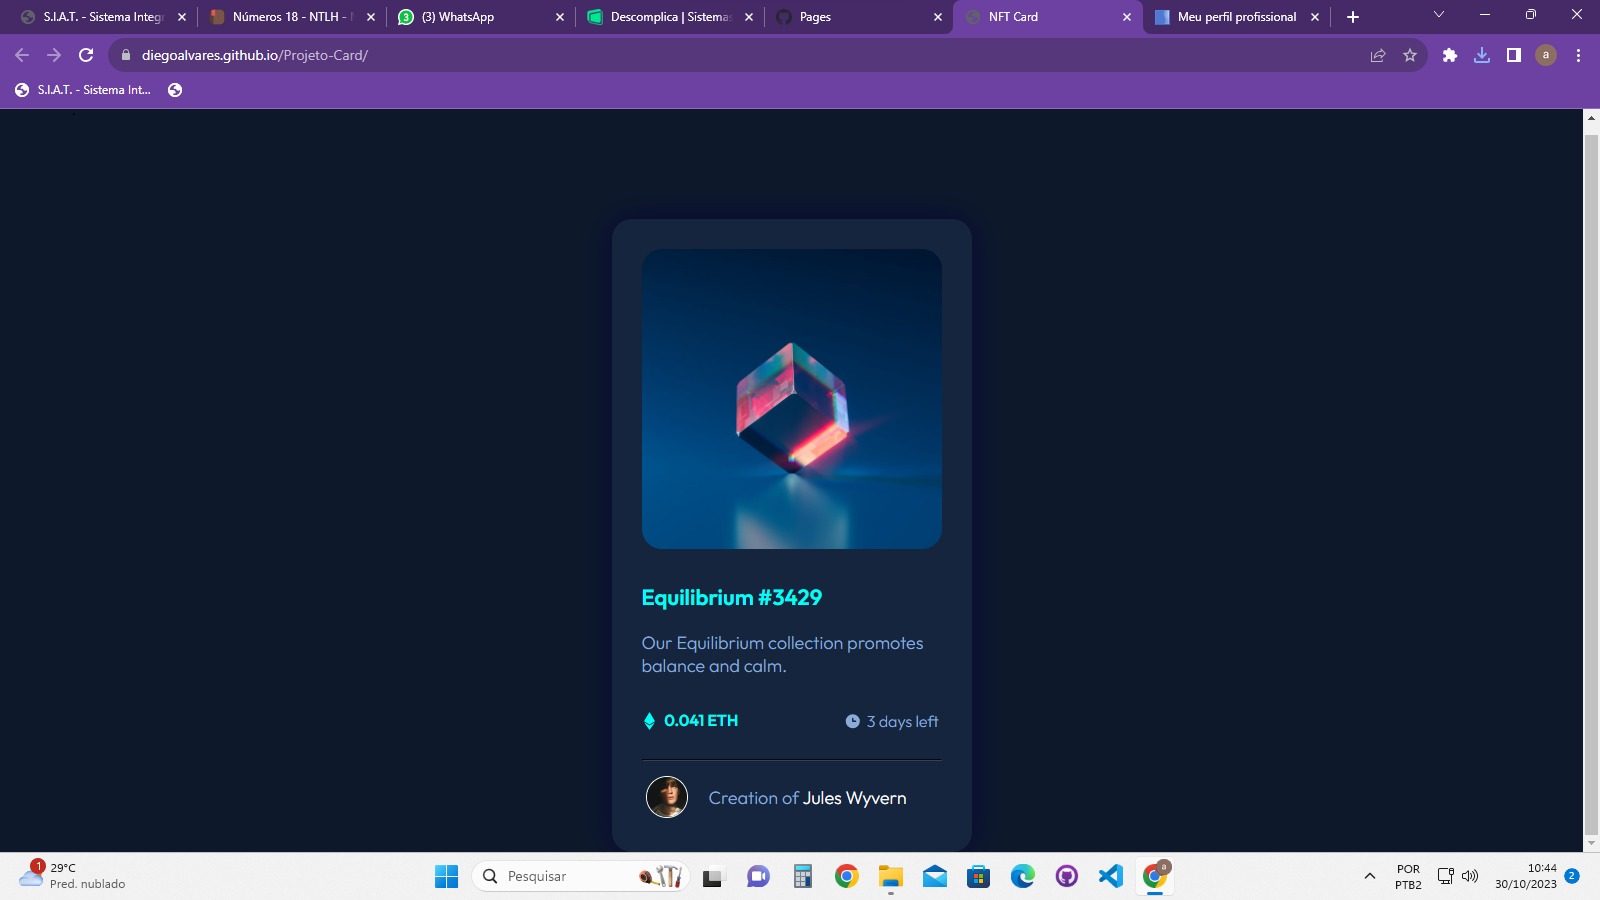 S.I.A.T. - Sistema Integr
Números 18 - NTLH -
(3) WhatsApp
Descomplica | Sistemas
Pages
NFT Card
Meu perfil profissional
diegoalvares.github.io/Projeto-Card/
a
S.I.A.T. - Sistema Int...
Equilibrium #3429
Our Equilibrium collection promotes
balance and calm.
0.041 ETH
3 days left
Creation of Jules Wyvern
1
29°C
Pred. nublado
Pesquisar
a
POR
PTB2
10:44
30/10/2023
2